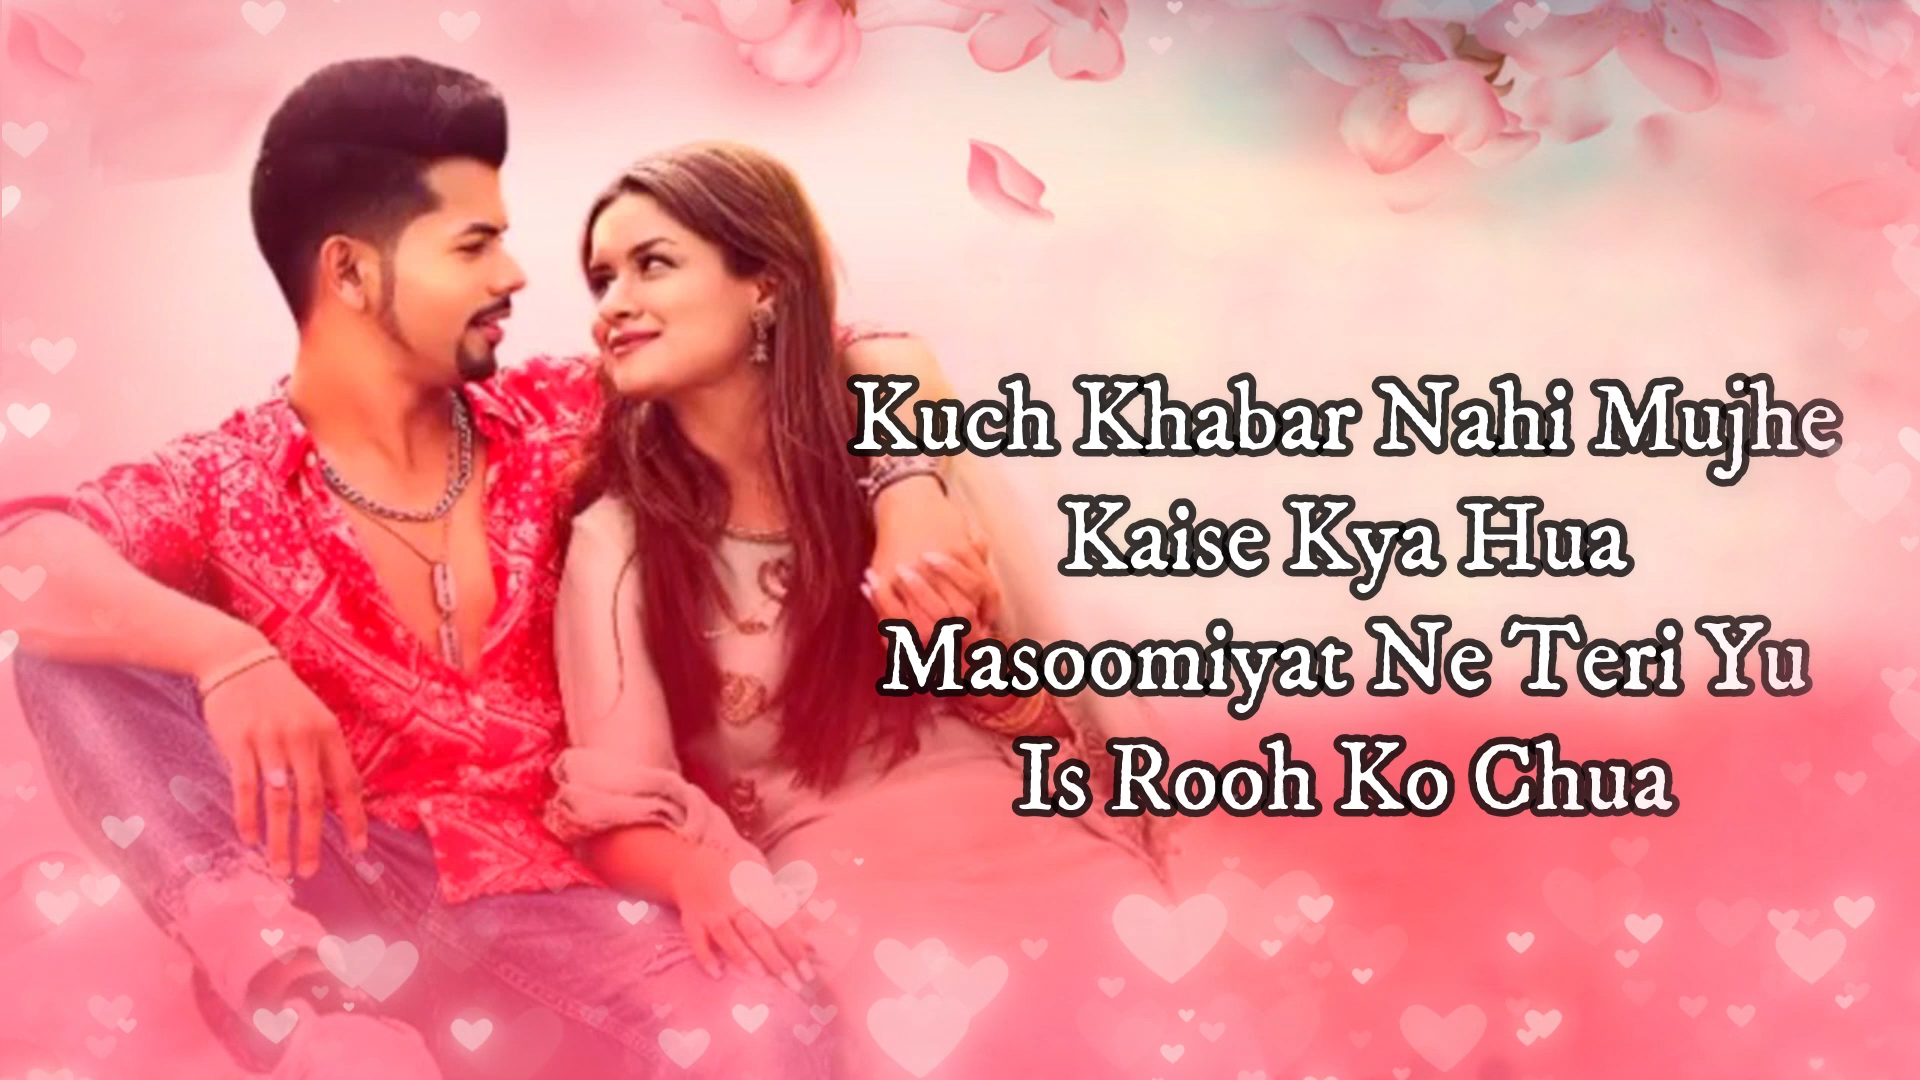 Kuch Khabar Nahi Mujhe
Kaise Kya Hua
Masoomiyat Ne Teri Yu
Is Rooh Ko Chua